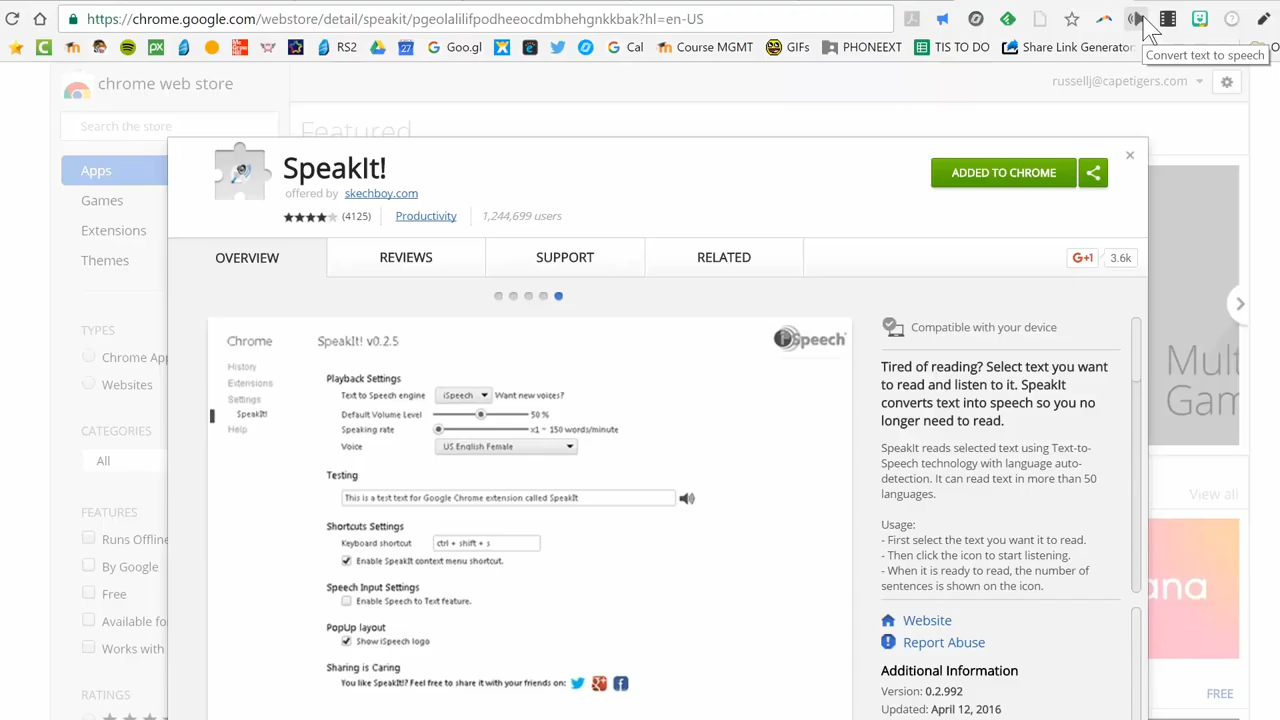 https://chrome.google.com/webstore/detail/speakit/pgeolalilifpodheeocdmbhehgnkkbak?hl=en-US
RS2
27
Goo.gl
Cal
Course MGMT
GIFs
PHONEEXT
TIS TO DO
Share Link Generator
Convert text to speech
chrome web store
russellj@capetigers.com
Search the store
Featured
Apps
Games
Extensions
Themes
TYPES
Chrome App
Websites
CATEGORIES
All
FEATURES
Runs Offline
By Google
Free
Available fo
Works with
RATINGS
SpeakIt!
offered by skechboy.com
(4125)
Productivity
1,244,699 users
ADDED TO CHROME
OVERVIEW
REVIEWS
SUPPORT
RELATED
G+1
3.6k
Chrome
History
Extensions
Settings
SpeakIt!
Help
SpeakIt! v0.2.5
iSpeech
Playback Settings
Text to Speech engine iSpeech Want new voices?
Default Volume Level 50 %
Speaking rate x1 ~ 150 words/minute
Voice US English Female
Testing
This is a test text for Google Chrome extension called SpeakIt
Shortcuts Settings
Keyboard shortcut ctrl + shift + s
Enable SpeakIt context menu shortcut.
Speech Input Settings
Enable Speech to Text feature.
PopUp layout
Show iSpeech logo
Sharing is Caring
You like SpeakIt!? Feel free to share it with your friends on:
Compatible with your device
Tired of reading? Select text you want
to read and listen to it. SpeakIt
converts text into speech so you no
longer need to read.
SpeakIt reads selected text using Text-to-
Speech technology with language auto-
detection. It can read text in more than 50
languages.
Usage:
- First select the text you want it to read.
- Then click the icon to start listening.
- When it is ready to read, the number of
sentences is shown on the icon.
Website
Report Abuse
Additional Information
Version: 0.2.992
Updated: April 12, 2016
Mult
Gam
View all
ana
FREE